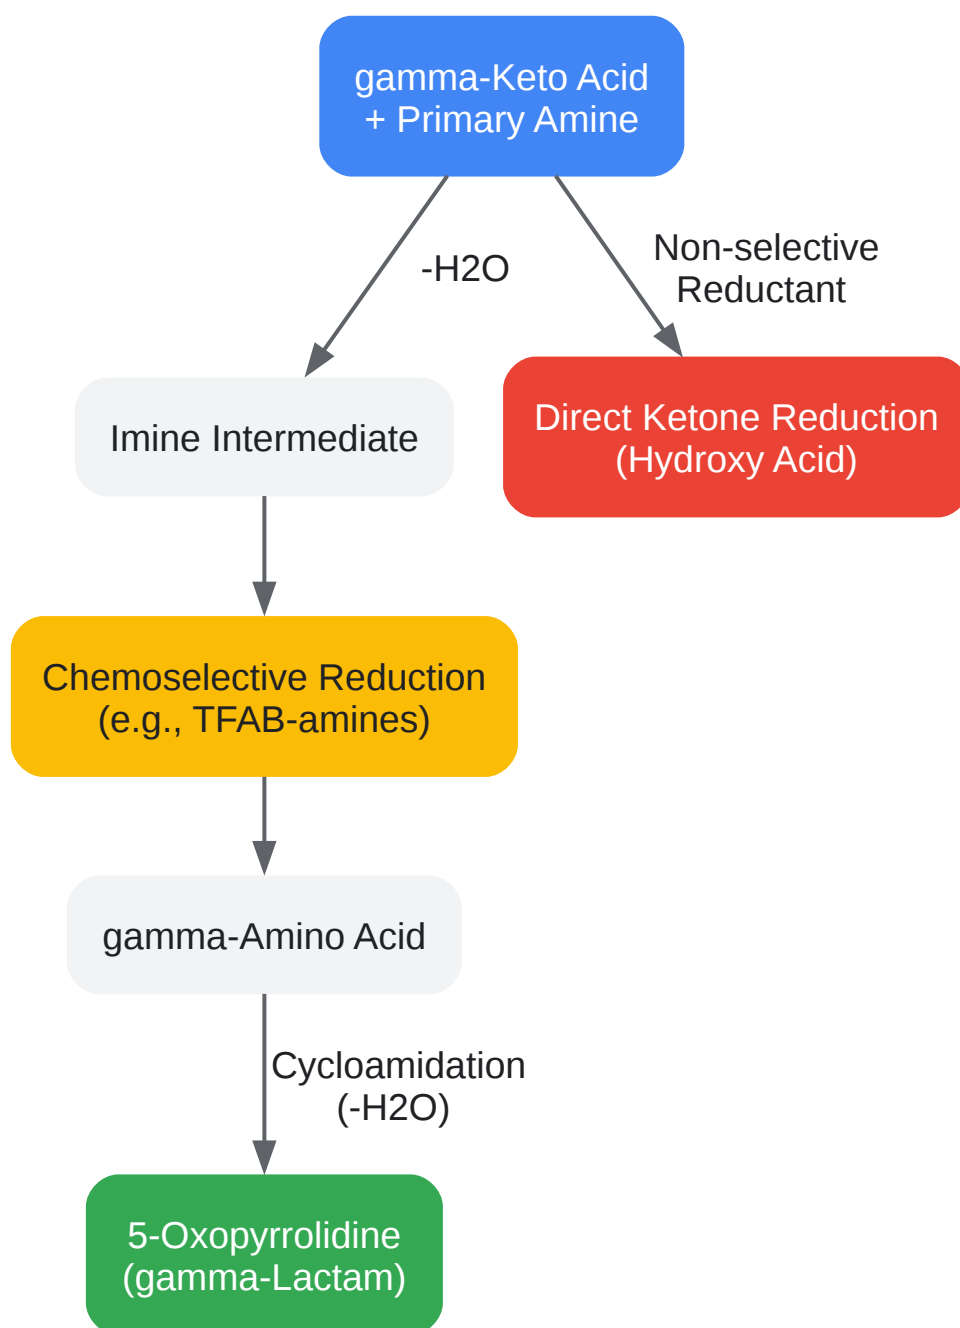 gamma-Keto Acid
+ Primary Amine
-H2O
Non-selective
Reductant
Imine Intermediate
Direct Ketone Reduction
(Hydroxy Acid)
Chemoselective Reduction
(e.g., TFAB-amines)
gamma-Amino Acid
Cycloamidation
(-H2O)
5-Oxopyrrolidine
(gamma-Lactam)